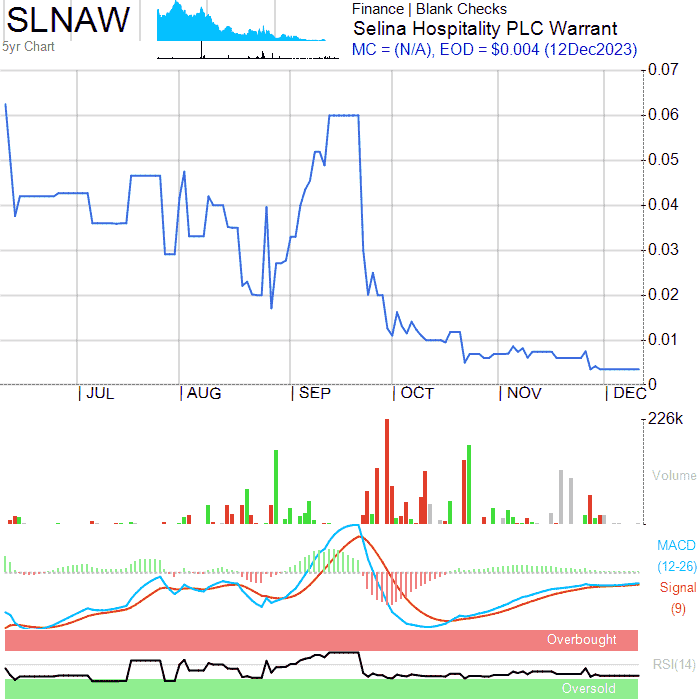 SLNAW
5yr Chart
Finance | Blank Checks
Selina Hospitality PLC Warrant
MC = (N/A), EOD = $0.004 (12Dec2023)
0.07
0.06
0.05
0.04
0.03
0.02
0.01
0
| JUL | AUG | SEP | OCT | NOV | DEC
226k
Volume
MACD
(12-26)
Signal
(9)
Overbought
RSI(14)
Oversold